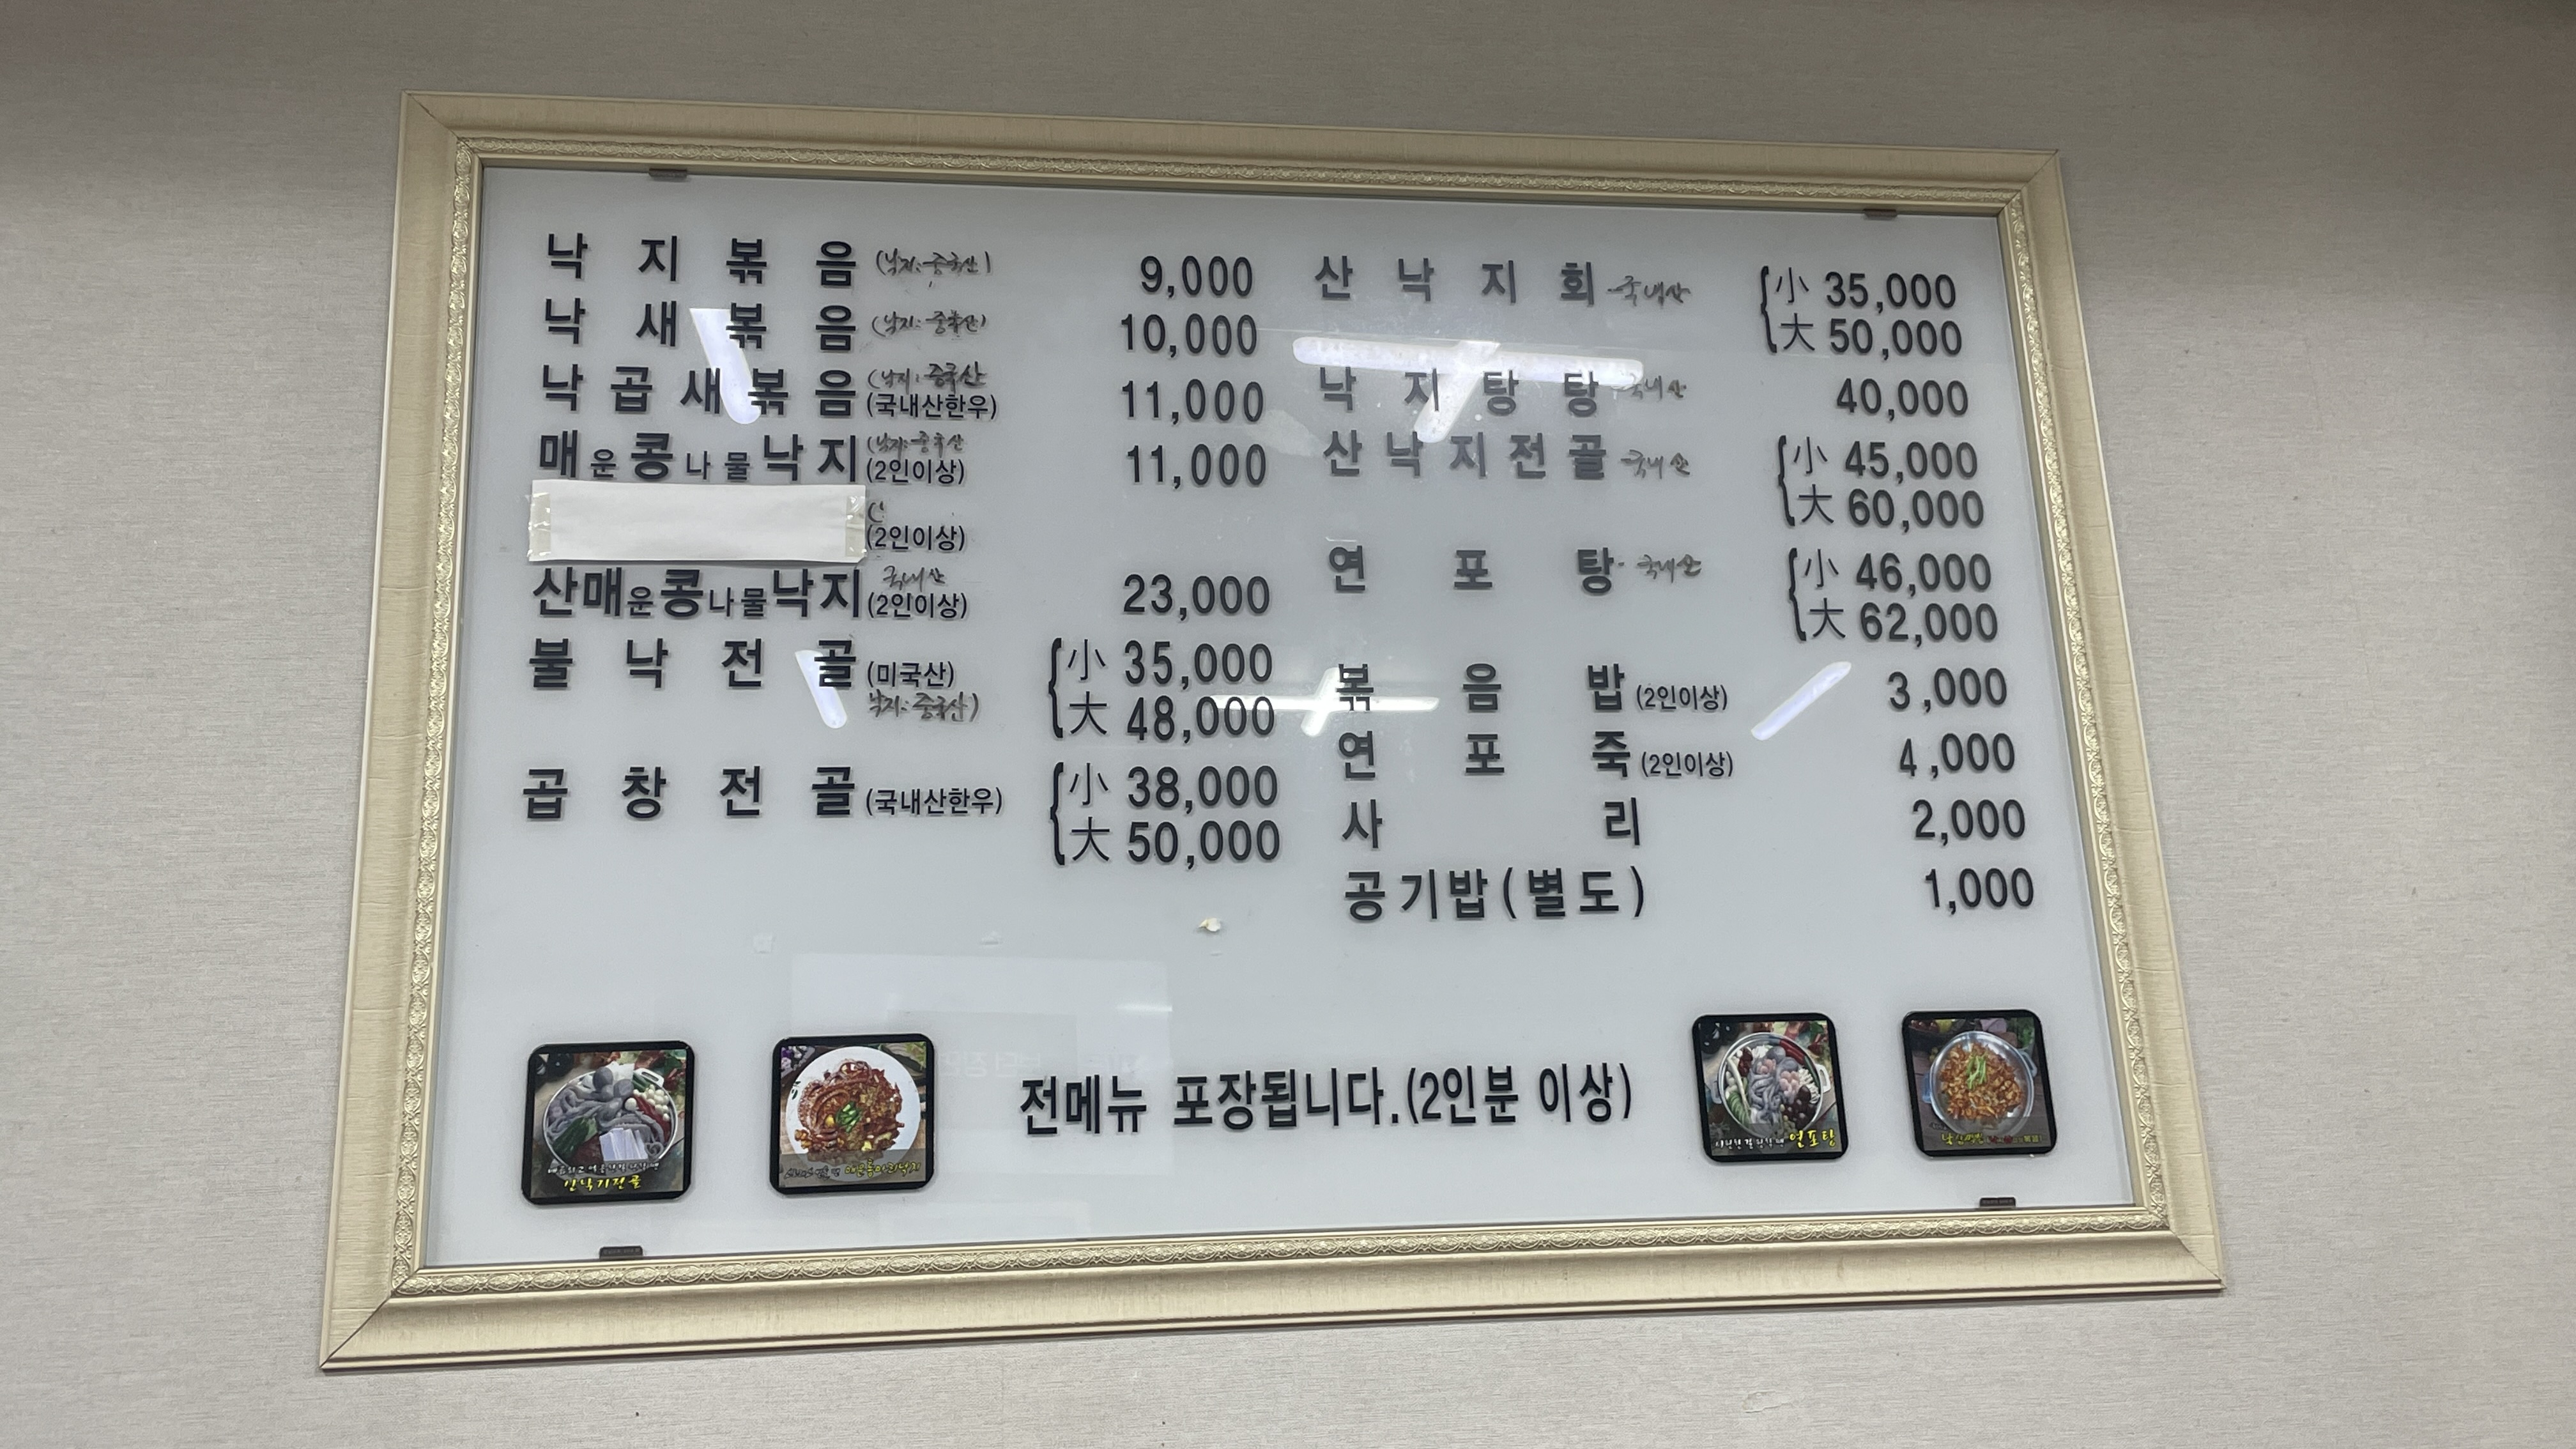 낙지볶음 (낙지:중국산) 9,000
낙새볶음 (낙지:중국산) 10,000
낙곱새볶음 (낙지:중국산 (국내산한우) 11,000
매운콩나물낙지 (낙지:중국산 (2인이상) 11,000
(2인이상)
산매운콩나물낙지 국내산 (2인이상) 23,000
불낙전골 (미국산) 낙지:중국산) 小 35,000
大 48,000
곱창전골 (국내산한우) 小 38,000
大 50,000
산낙지회 국내산 小 35,000
大 50,000
낙지탕탕 국내산 40,000
산낙지전골 국내산 小 45,000
大 60,000
연포탕 국내산 小 46,000
大 62,000
볶음밥 (2인이상) 3,000
연포죽 (2인이상) 4,000
사리 2,000
공기밥(별도) 1,000
전메뉴 포장됩니다.(2인분 이상)
산낙지전골
연포탕